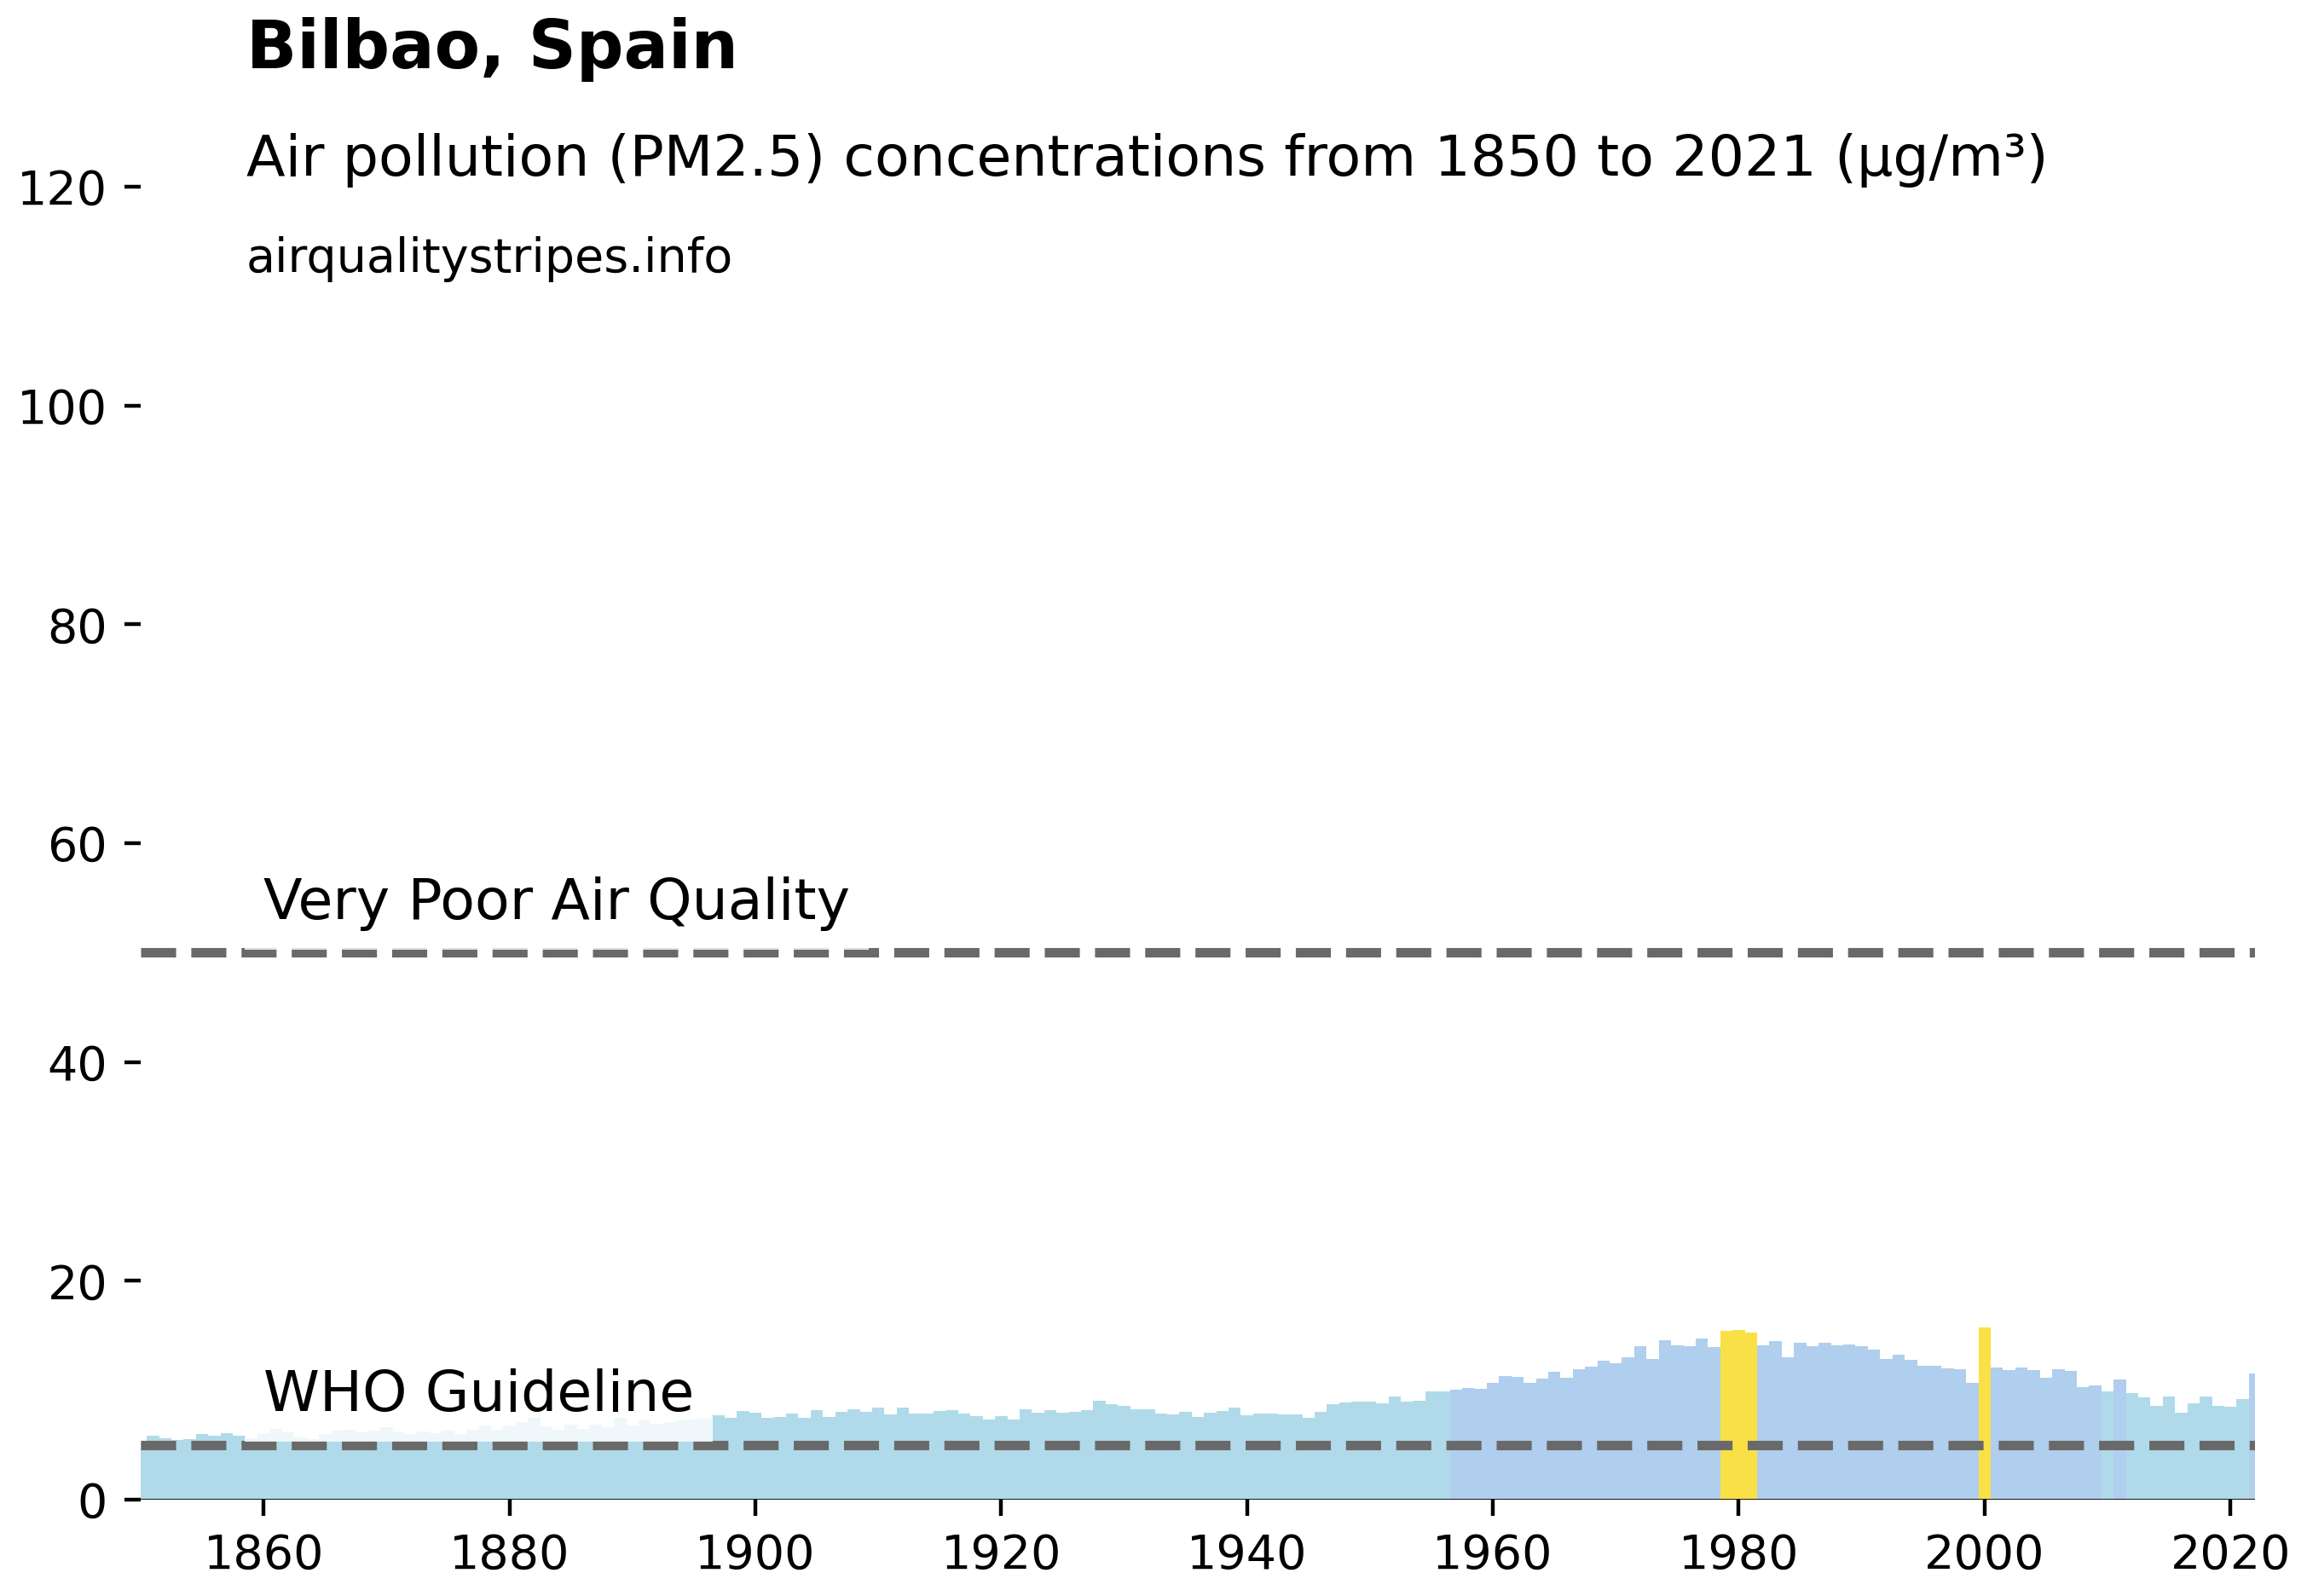 Bilbao, Spain
Air pollution (PM2.5) concentrations from 1850 to 2021 (μg/m³)
airqualitystripes.info
120
100
80
60
Very Poor Air Quality
40
20
WHO Guideline
0
1860 1880 1900 1920 1940 1960 1980 2000 2020